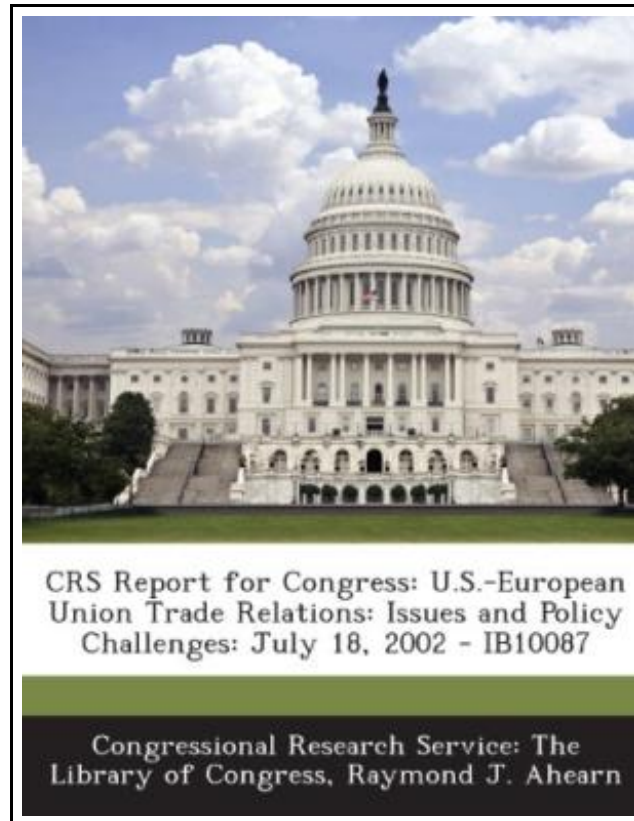 CRS Report for Congress: U.S.-European
Union Trade Relations: Issues and Policy
Challenges: July 18, 2002 - IB10087
Congressional Research Service: The
Library of Congress, Raymond J. Ahearn